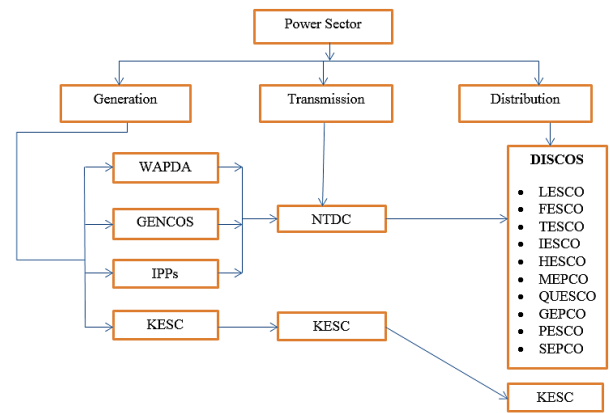 Power Sector
Generation
Transmission
Distribution
WAPDA
GENCOS
IPPs
KESC
NTDC
KESC
DISCOS
• LESCO
• FESCO
• TESCO
• IESCO
• HESCO
• MEPCO
• QUESCO
• GEPCO
• PESCO
• SEPCO
KESC